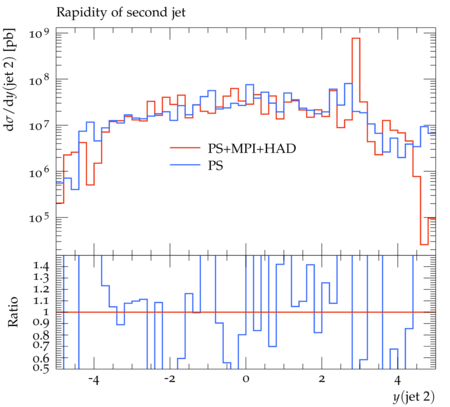 Rapidity of second jet
dσ/dy(jet 2) [pb]
10⁹
10⁸
10⁷
10⁶
10⁵
PS+MPI+HAD
PS
Ratio
1.4
1.3
1.2
1.1
1
0.9
0.8
0.7
0.6
0.5
-4 -2 0 2 4
y(jet 2)